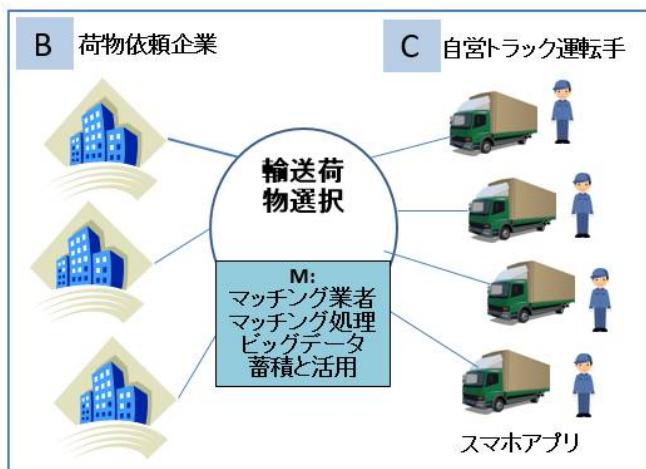 B 荷物依頼企業
C 自営トラック運転手
輸送荷
物選択
M:
マッチング業者
マッチング処理
ビッグデータ
蓄積と活用
スマホアプリ